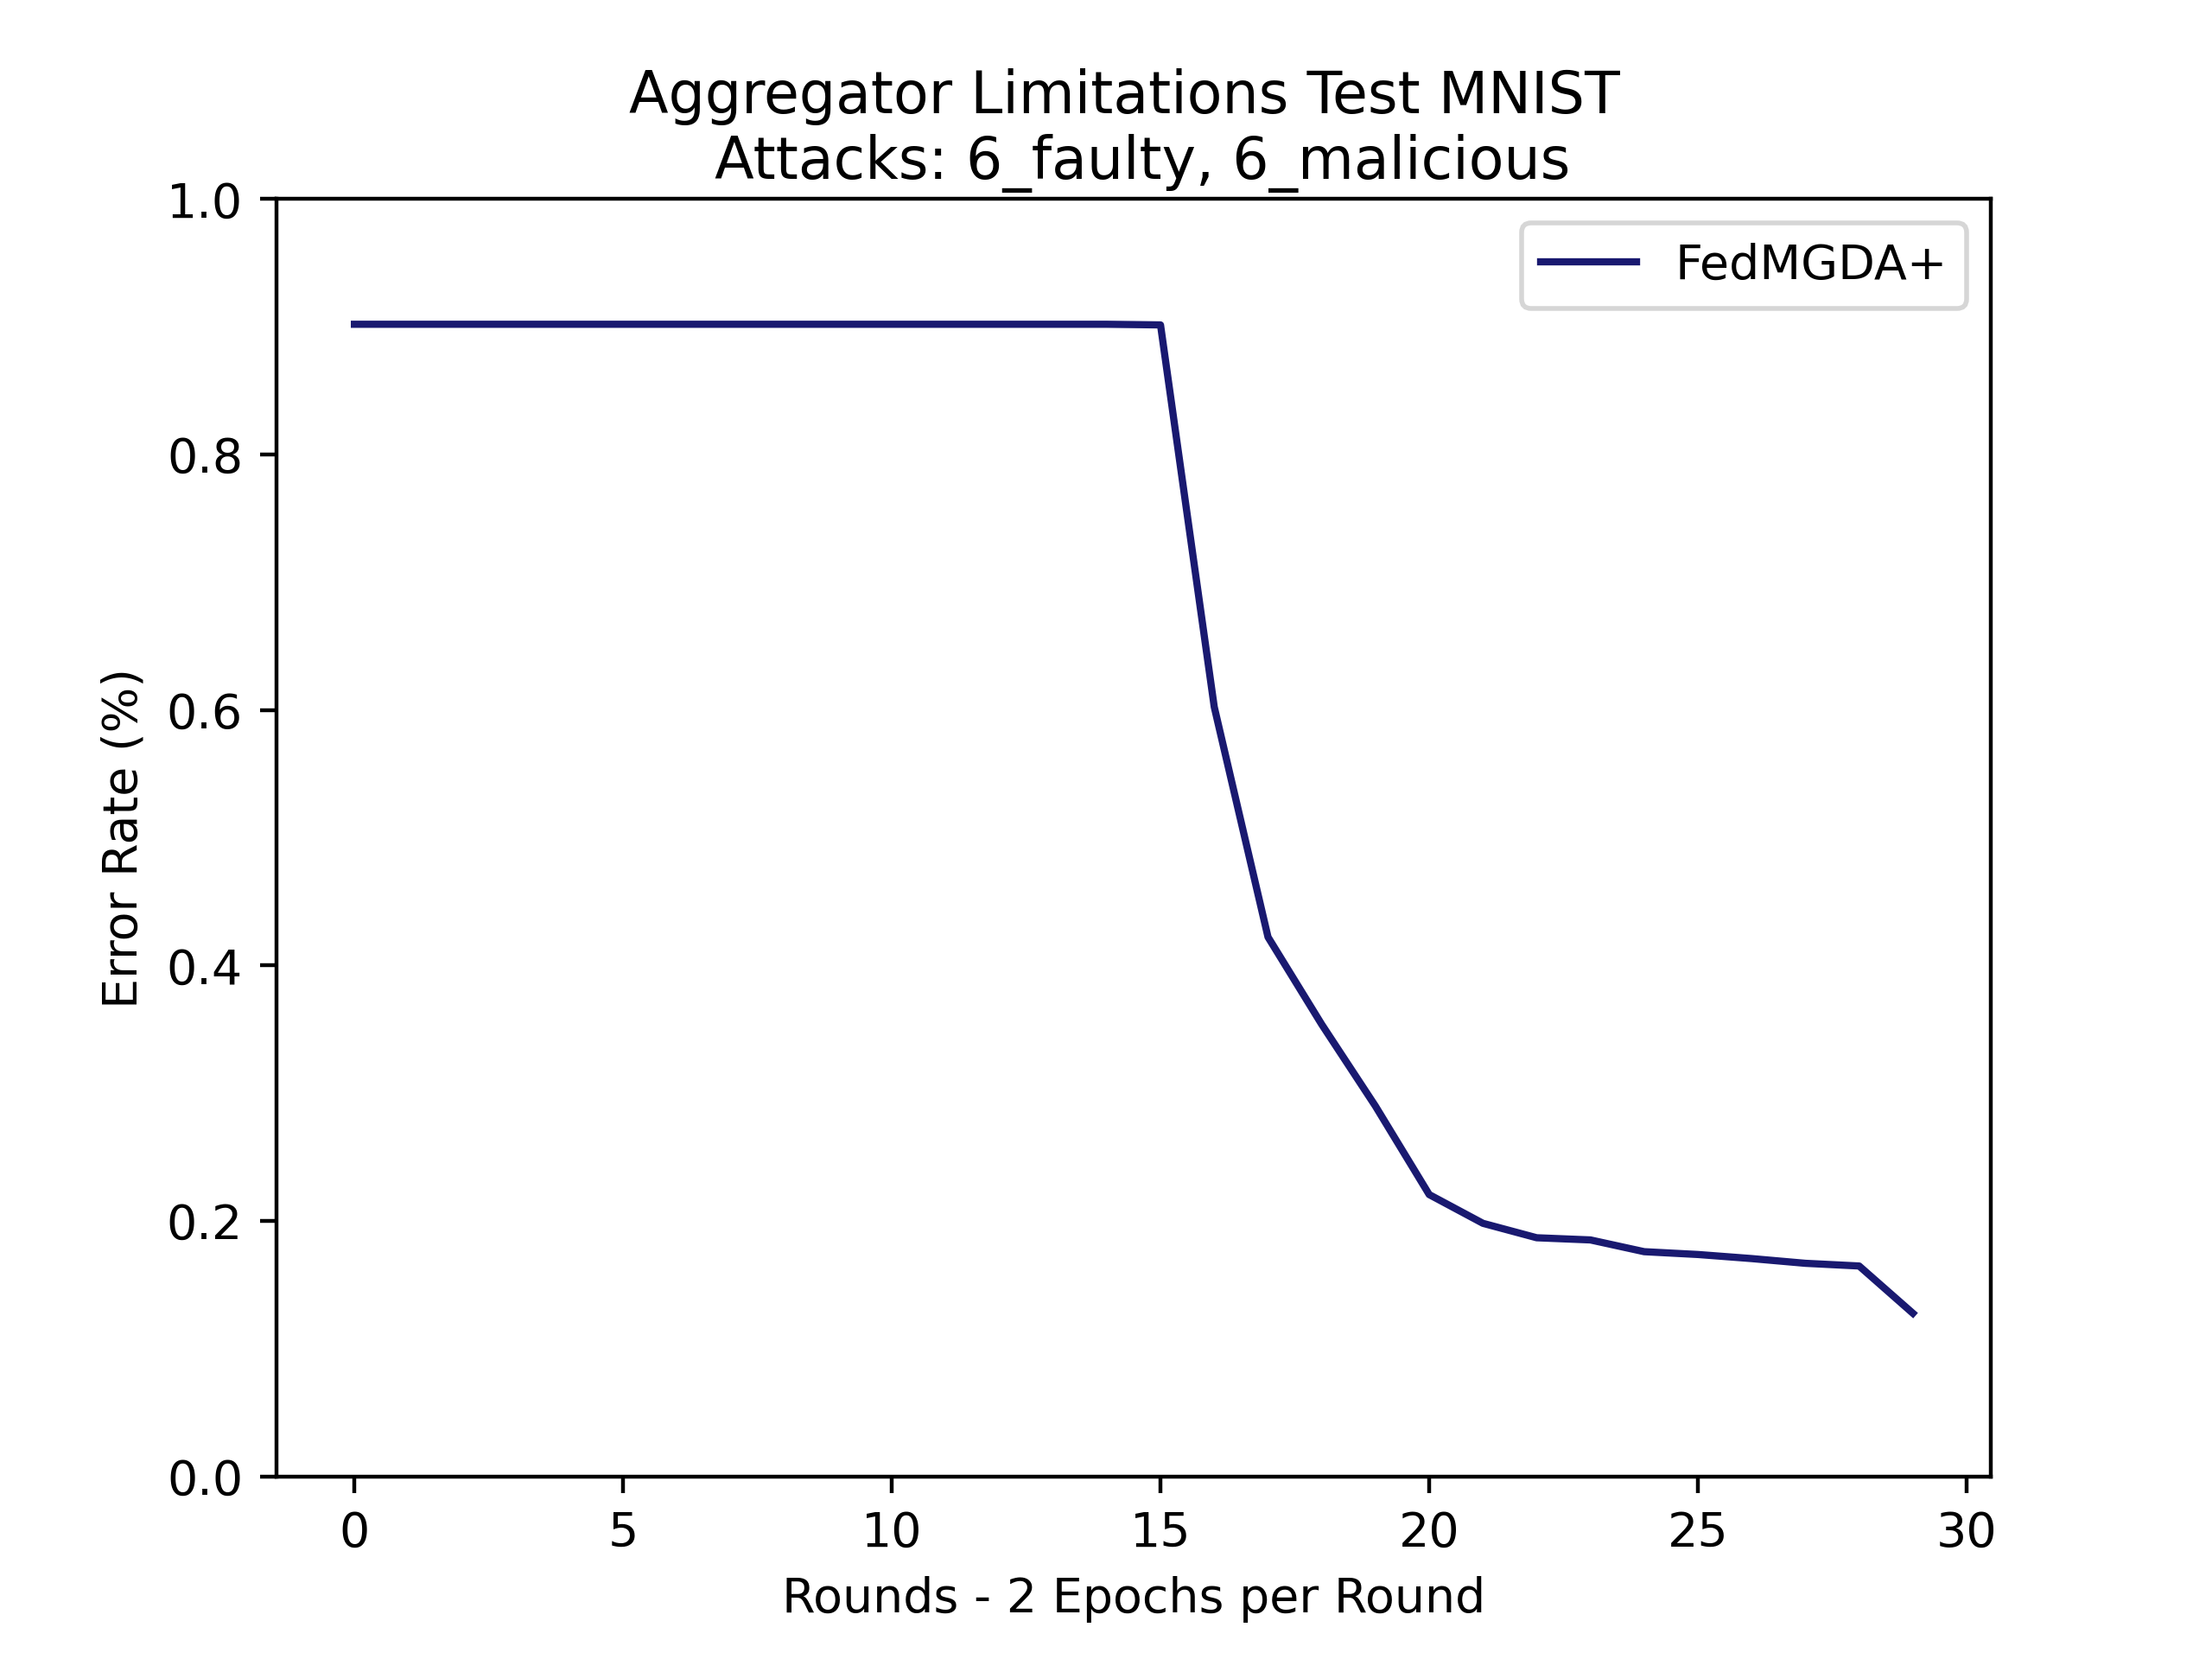 Aggregator Limitations Test MNIST
Attacks: 6_faulty, 6_malicious
FedMGDA+
Error Rate (%)
1.0
0.8
0.6
0.4
0.2
0.0
0 5 10 15 20 25 30
Rounds - 2 Epochs per Round